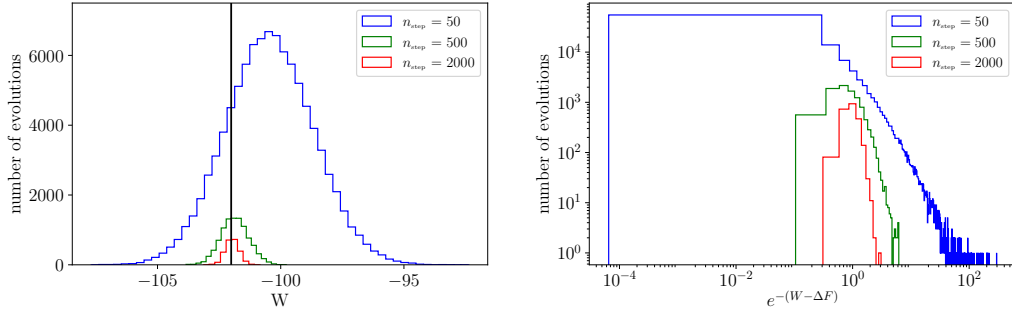 number of evolutions
6000
4000
2000
0
−105
−100
−95
W
n_step = 50
n_step = 500
n_step = 2000
number of evolutions
10^4
10^3
10^2
10^1
10^0
10^−4
10^−2
10^0
10^2
e^−(W−ΔF)
n_step = 50
n_step = 500
n_step = 2000